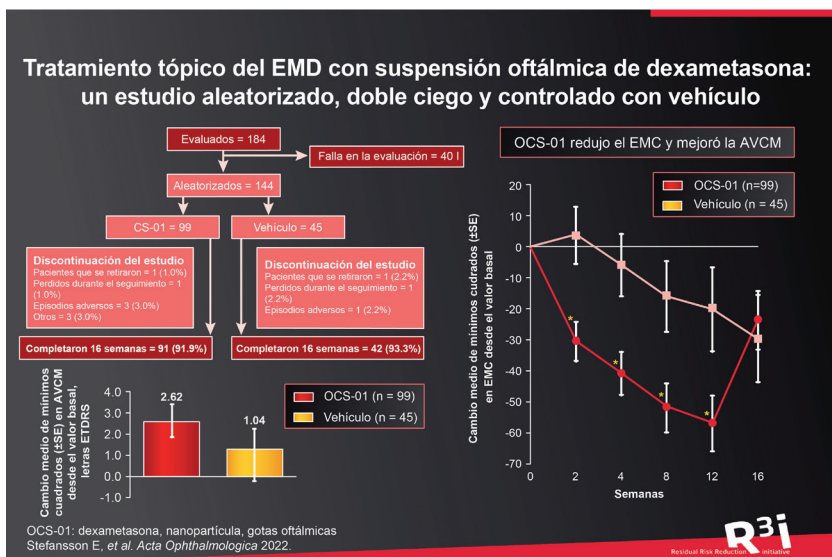 Tratamiento tópico del EMD con suspensión oftálmica de dexametasona:
un estudio aleatorizado, doble ciego y controlado con vehículo
Evaluados = 184
Falla en la evaluación = 40 l
Aleatorizados = 144
CS-01 = 99
Vehículo = 45
Discontinuación del estudio
Pacientes que se retiraron = 1 (1.0%)
Perdidos durante el seguimiento = 1
(1.0%)
Episodios adversos = 3 (3.0%)
Otros = 3 (3.0%)
Discontinuación del estudio
Pacientes que se retiraron = 1 (2.2%)
Perdidos durante el seguimiento = 1
(2.2%)
Episodios adversos = 1 (2.2%)
Completaron 16 semanas = 91 (91.9%)
Completaron 16 semanas = 42 (93.3%)
Cambio medio de mínimos
cuadrados (±SE) en AVCM
desde el valor basal,
letras ETDRS
4.0
3.0
2.0
1.0
0.0
-1.0
2.62
1.04
OCS-01 (n = 99)
Vehículo (n = 45)
OCS-01 redujo el EMC y mejoró la AVCM
OCS-01 (n=99)
Vehículo (n = 45)
Cambio medio de mínimos cudrados (±SE)
en EMC desde el valor basal
20
10
0
-10
-20
-30
-40
-50
-60
-70
*
*
*
*
0
2
4
8
12
16
Semanas
OCS-01: dexametasona, nanopartícula, gotas oftálmicas
Stefansson E, et al. Acta Ophthalmologica 2022.
R3i
Residual Risk Reduction initiative